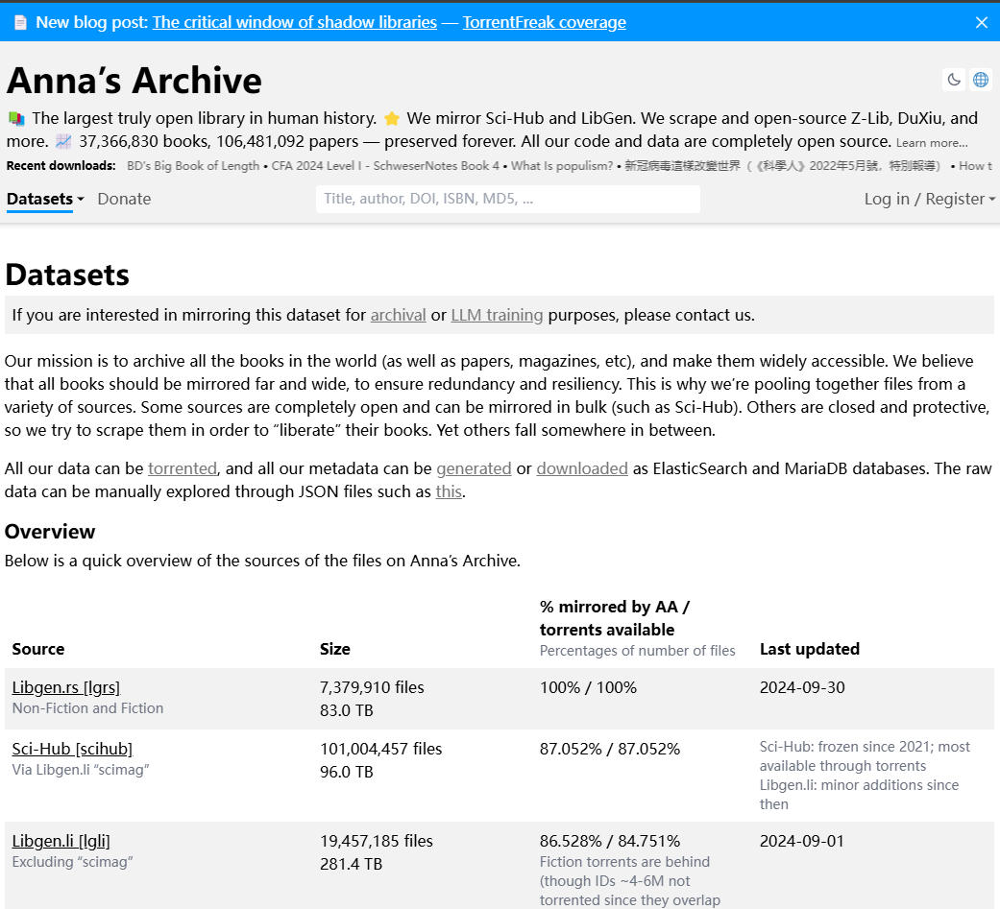 New blog post: The critical window of shadow libraries — TorrentFreak coverage
Anna’s Archive
The largest truly open library in human history. ⭐ We mirror Sci-Hub and LibGen. We scrape and open-source Z-Lib, DuXiu, and
more. 📈 37,366,830 books, 106,481,092 papers — preserved forever. All our code and data are completely open source. Learn more…
Recent downloads: BD’s Big Book of Length • CFA 2024 Level I - SchweserNotes Book 4 • What Is populism? • 新冠病毒這樣改變世界（《科學人》2022年5月號，特別報導） • How t
Datasets Donate Title, author, DOI, ISBN, MD5, … Log in / Register
Datasets
If you are interested in mirroring this dataset for archival or LLM training purposes, please contact us.
Our mission is to archive all the books in the world (as well as papers, magazines, etc), and make them widely accessible. We believe
that all books should be mirrored far and wide, to ensure redundancy and resiliency. This is why we’re pooling together files from a
variety of sources. Some sources are completely open and can be mirrored in bulk (such as Sci-Hub). Others are closed and protective,
so we try to scrape them in order to “liberate” their books. Yet others fall somewhere in between.
All our data can be torrented, and all our metadata can be generated or downloaded as ElasticSearch and MariaDB databases. The raw
data can be manually explored through JSON files such as this.
Overview
Below is a quick overview of the sources of the files on Anna’s Archive.
Source
Size
% mirrored by AA /
torrents available
Percentages of number of files
Last updated
Libgen.rs [lgrs]
Non-Fiction and Fiction
7,379,910 files
83.0 TB
100% / 100%
2024-09-30
Sci-Hub [scihub]
Via Libgen.li “scimag”
101,004,457 files
96.0 TB
87.052% / 87.052%
Sci-Hub: frozen since 2021; most
available through torrents
Libgen.li: minor additions since
then
Libgen.li [lgli]
Excluding “scimag”
19,457,185 files
281.4 TB
86.528% / 84.751%
Fiction torrents are behind
(though IDs ~4-6M not
torrented since they overlap
2024-09-01